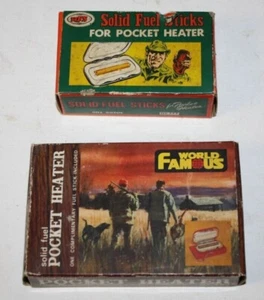 Solid Fuel Sticks
FOR POCKET HEATER
SOLID FUEL STICKS
WORLD
FAMOUS
solid fuel
POCKET HEATER
ONE COMPLIMENTARY FUEL STICK INCLUDED
POCKET HEATER